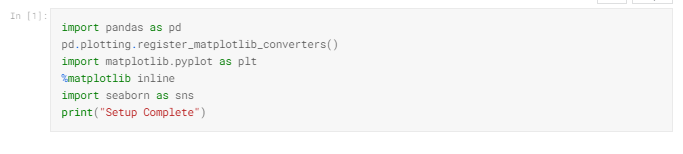 In [1]:
import pandas as pd
pd.plotting.register_matplotlib_converters()
import matplotlib.pyplot as plt
%matplotlib inline
import seaborn as sns
print("Setup Complete")